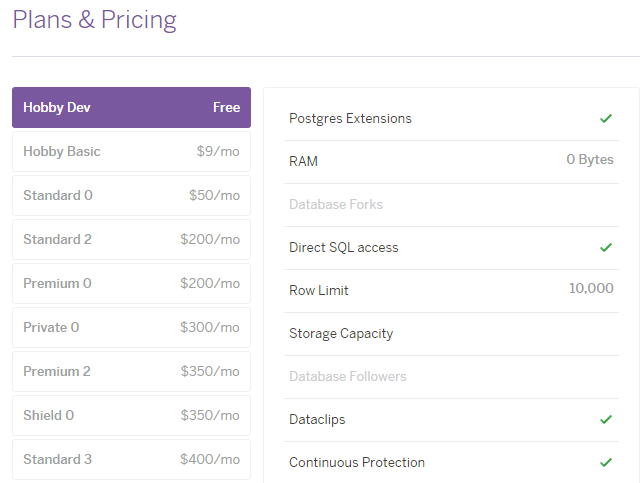 Plans & Pricing
Hobby Dev Free
Hobby Basic $9/mo
Standard 0 $50/mo
Standard 2 $200/mo
Premium 0 $200/mo
Private 0 $300/mo
Premium 2 $350/mo
Shield 0 $350/mo
Standard 3 $400/mo
Postgres Extensions
RAM 0 Bytes
Database Forks
Direct SQL access
Row Limit 10,000
Storage Capacity
Database Followers
Dataclips
Continuous Protection